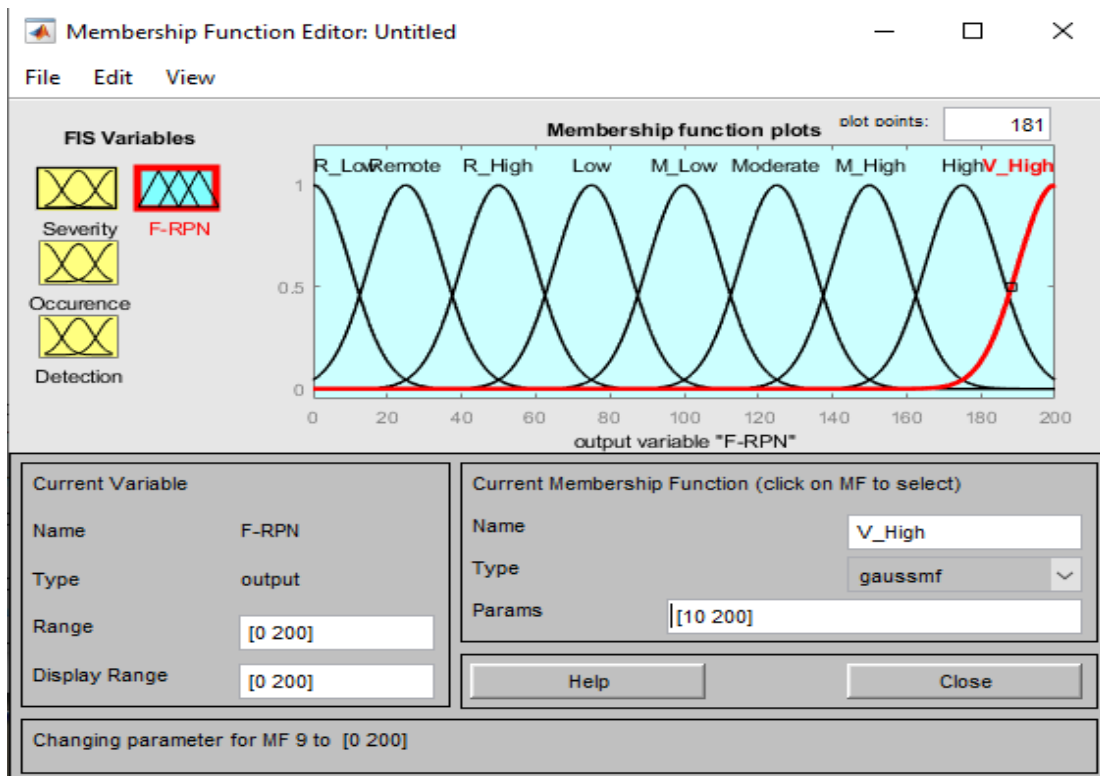 Membership Function Editor: Untitled
File Edit View
FIS Variables
Membership function plots
plot points:
181
R_Low Remote R_High Low M_Low Moderate M_High High V_High
Severity
F-RPN
Occurence
Detection
1
0.5
0
0 20 40 60 80 100 120 140 160 180 200
output variable "F-RPN"
Current Variable
Name F-RPN
Type output
Range [0 200]
Display Range [0 200]
Current Membership Function (click on MF to select)
Name V_High
Type gaussmf
Params [10 200]
Help Close
Changing parameter for MF 9 to [0 200]